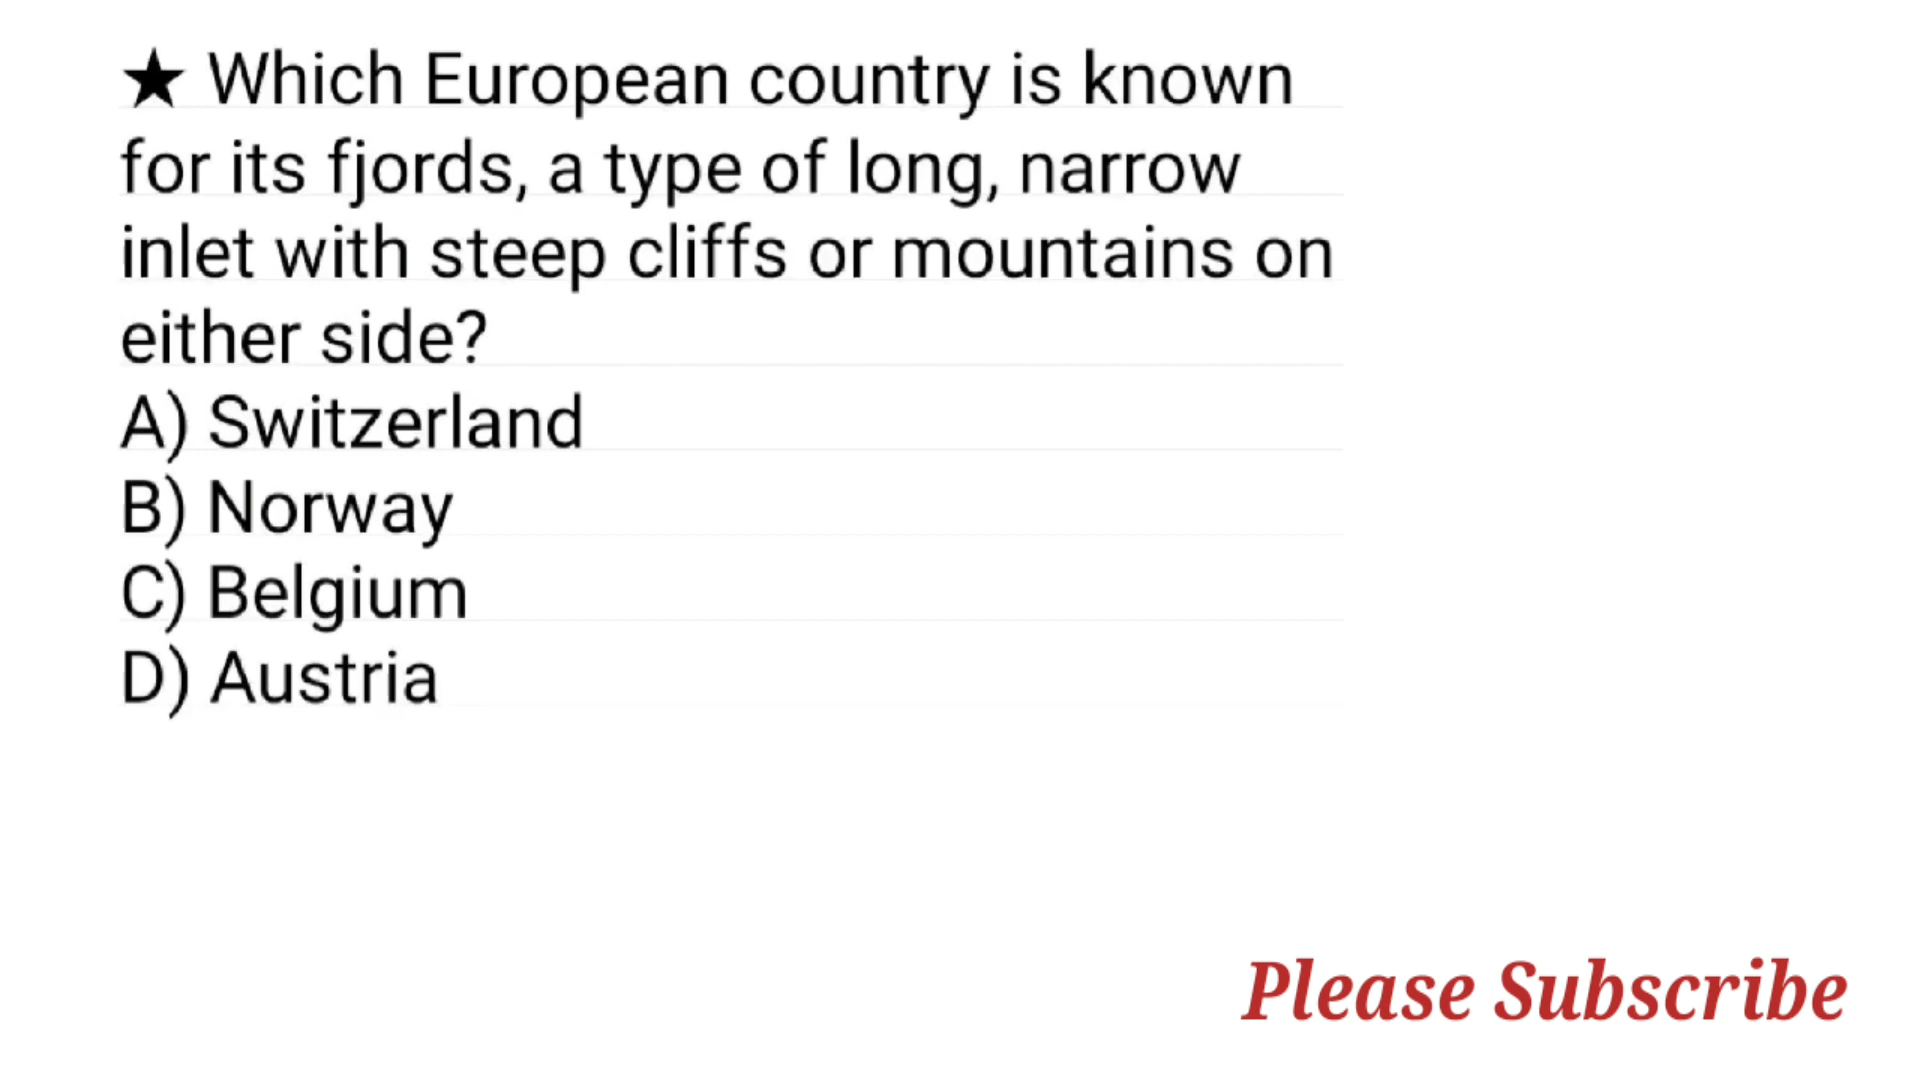 ★ Which European country is known
for its fjords, a type of long, narrow
inlet with steep cliffs or mountains on
either side?
A) Switzerland
B) Norway
C) Belgium
D) Austria
Please Subscribe